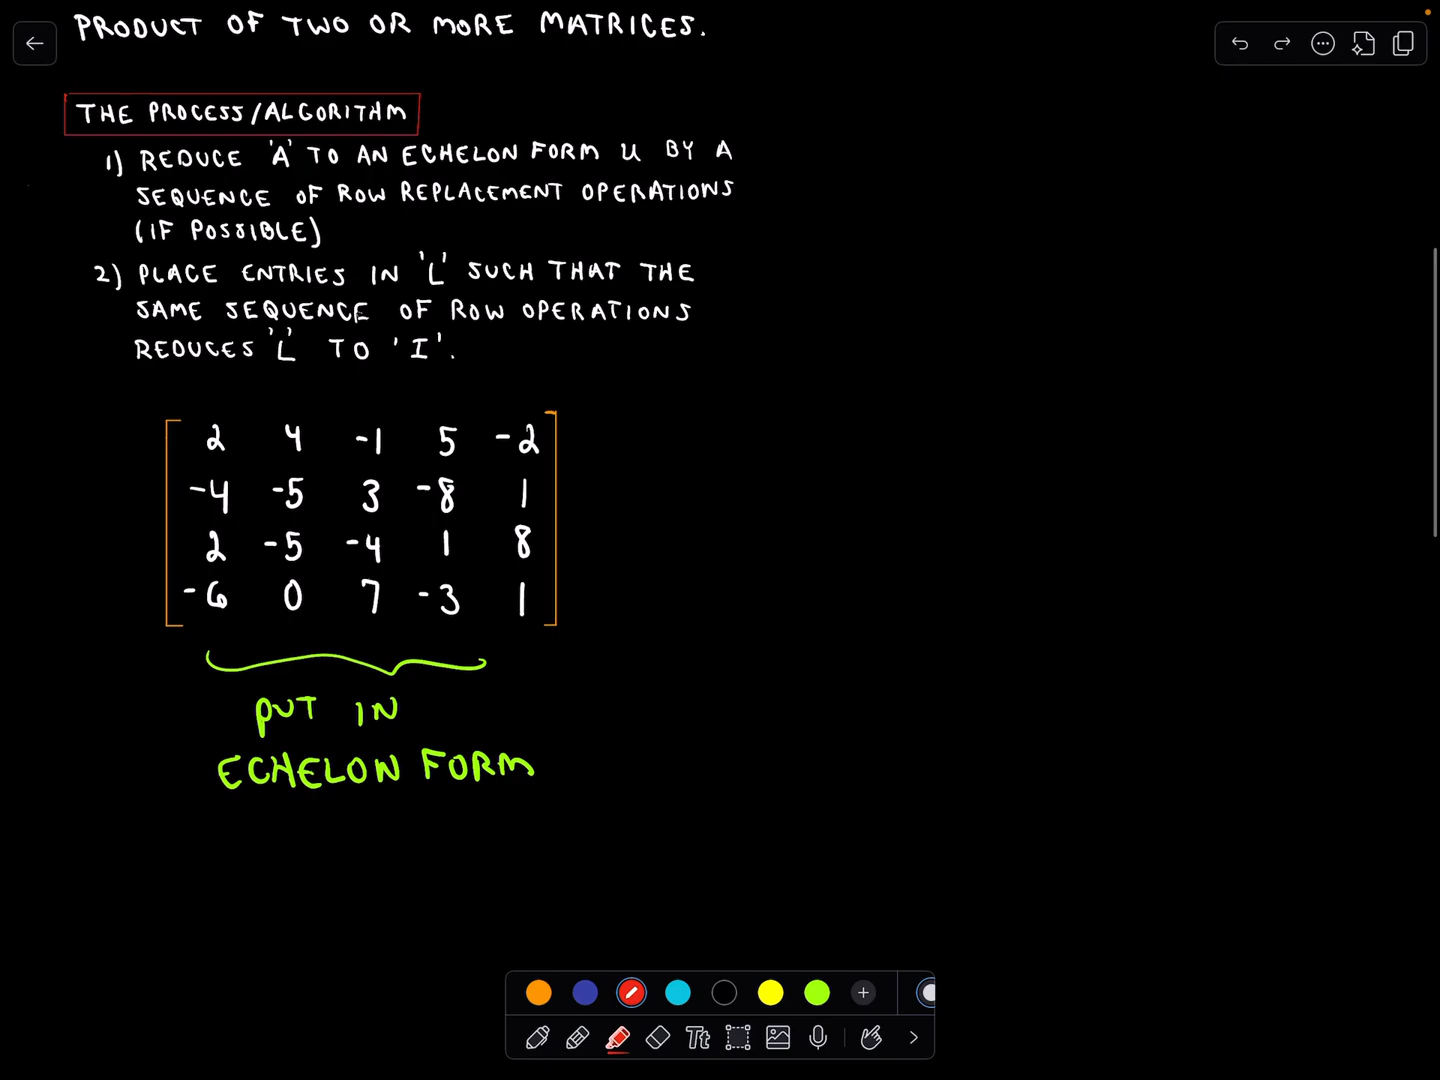 PRODUCT OF TWO OR MORE MATRICES.
THE PROCESS/ALGORITHM
1) REDUCE 'A' TO AN ECHELON FORM U BY A
SEQUENCE OF ROW REPLACEMENT OPERATIONS
(IF POSSIBLE)
2) PLACE ENTRIES IN 'L' SUCH THAT THE
SAME SEQUENCE OF ROW OPERATIONS
REDUCES 'L' TO 'I'.
2 4 -1 5 -2
-4 -5 3 -8 1
2 -5 -4 1 8
-6 0 7 -3 1
PUT IN
ECHELON FORM
Tt